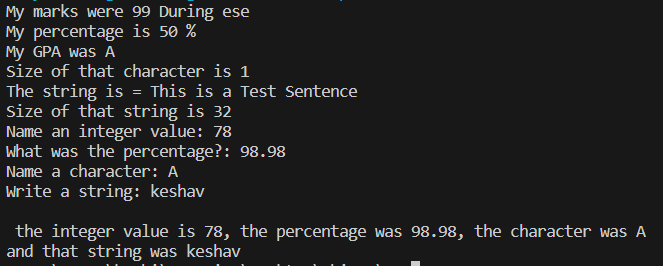 My marks were 99 During ese
My percentage is 50 %
My GPA was A
Size of that character is 1
The string is = This is a Test Sentence
Size of that string is 32
Name an integer value: 78
What was the percentage?: 98.98
Name a character: A
Write a string: keshav
the integer value is 78, the percentage was 98.98, the character was A
and that string was keshav